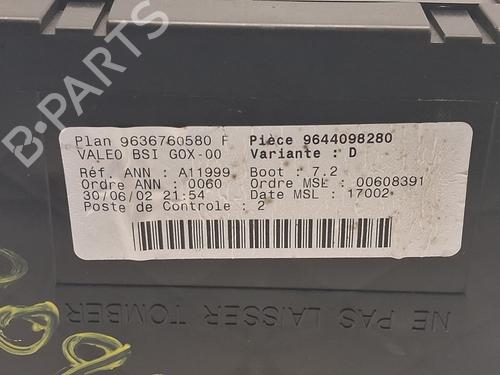 Plan 9636760580 F Pièce 9644098280
VALEO BSI GOX-00 Variante : D
Réf. ANN : A11999 Boot : 7.2
Ordre ANN : 0060 Ordre MSL : 00608391
30/06/02 21:54 Date MSL : 17002
Poste de Controle : 2
NE PAS LAISSER TOMBER
B-PARTS